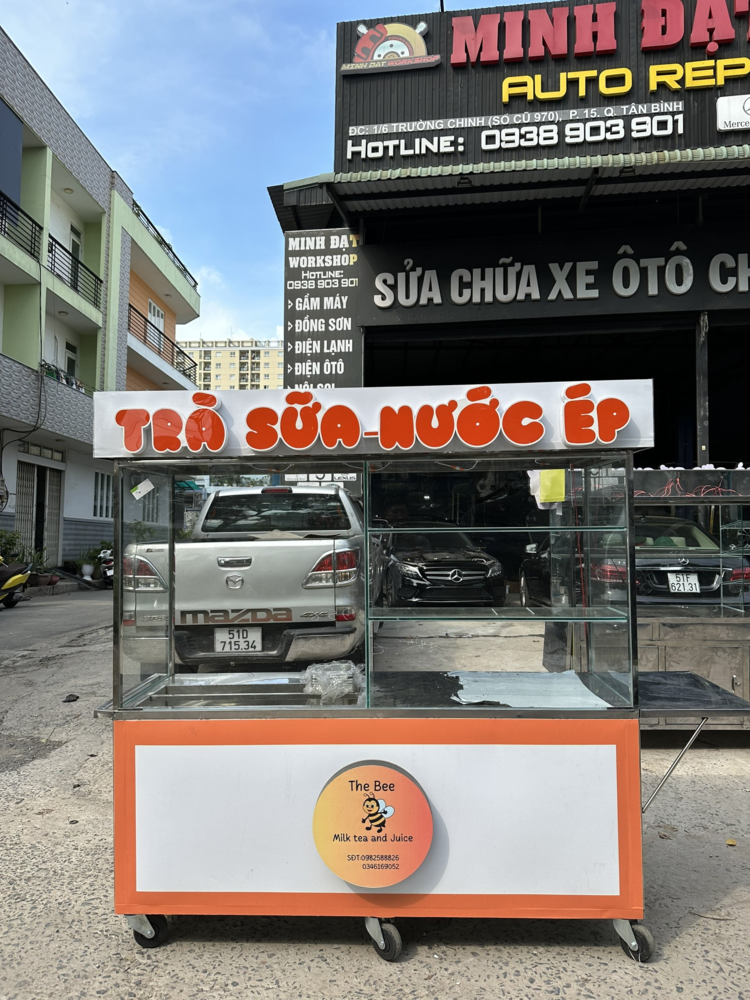 MINH ĐẠT
MINH ĐẠT WORKSHOP
AUTO REP
ĐC: 1/6 TRƯỜNG CHINH (SỐ CŨ 970), P. 15. Q. TÂN BÌNH
HOTLINE: 0938 903 901
Merce
MINH ĐẠT
WORKSHOP
HOTLINE:
0938 903 901
> GẦM MÁY
> ĐỒNG SƠN
> ĐIỆN LẠNH
> ĐIỆN ÔTÔ
SỬA CHỮA XE ÔTÔ CH
TRÀ SỮA-NƯỚC ÉP
mazda
4x4
51D
715.34
51F
621.31
The Bee
Milk tea and Juice
SĐT:0982588826
0346169052